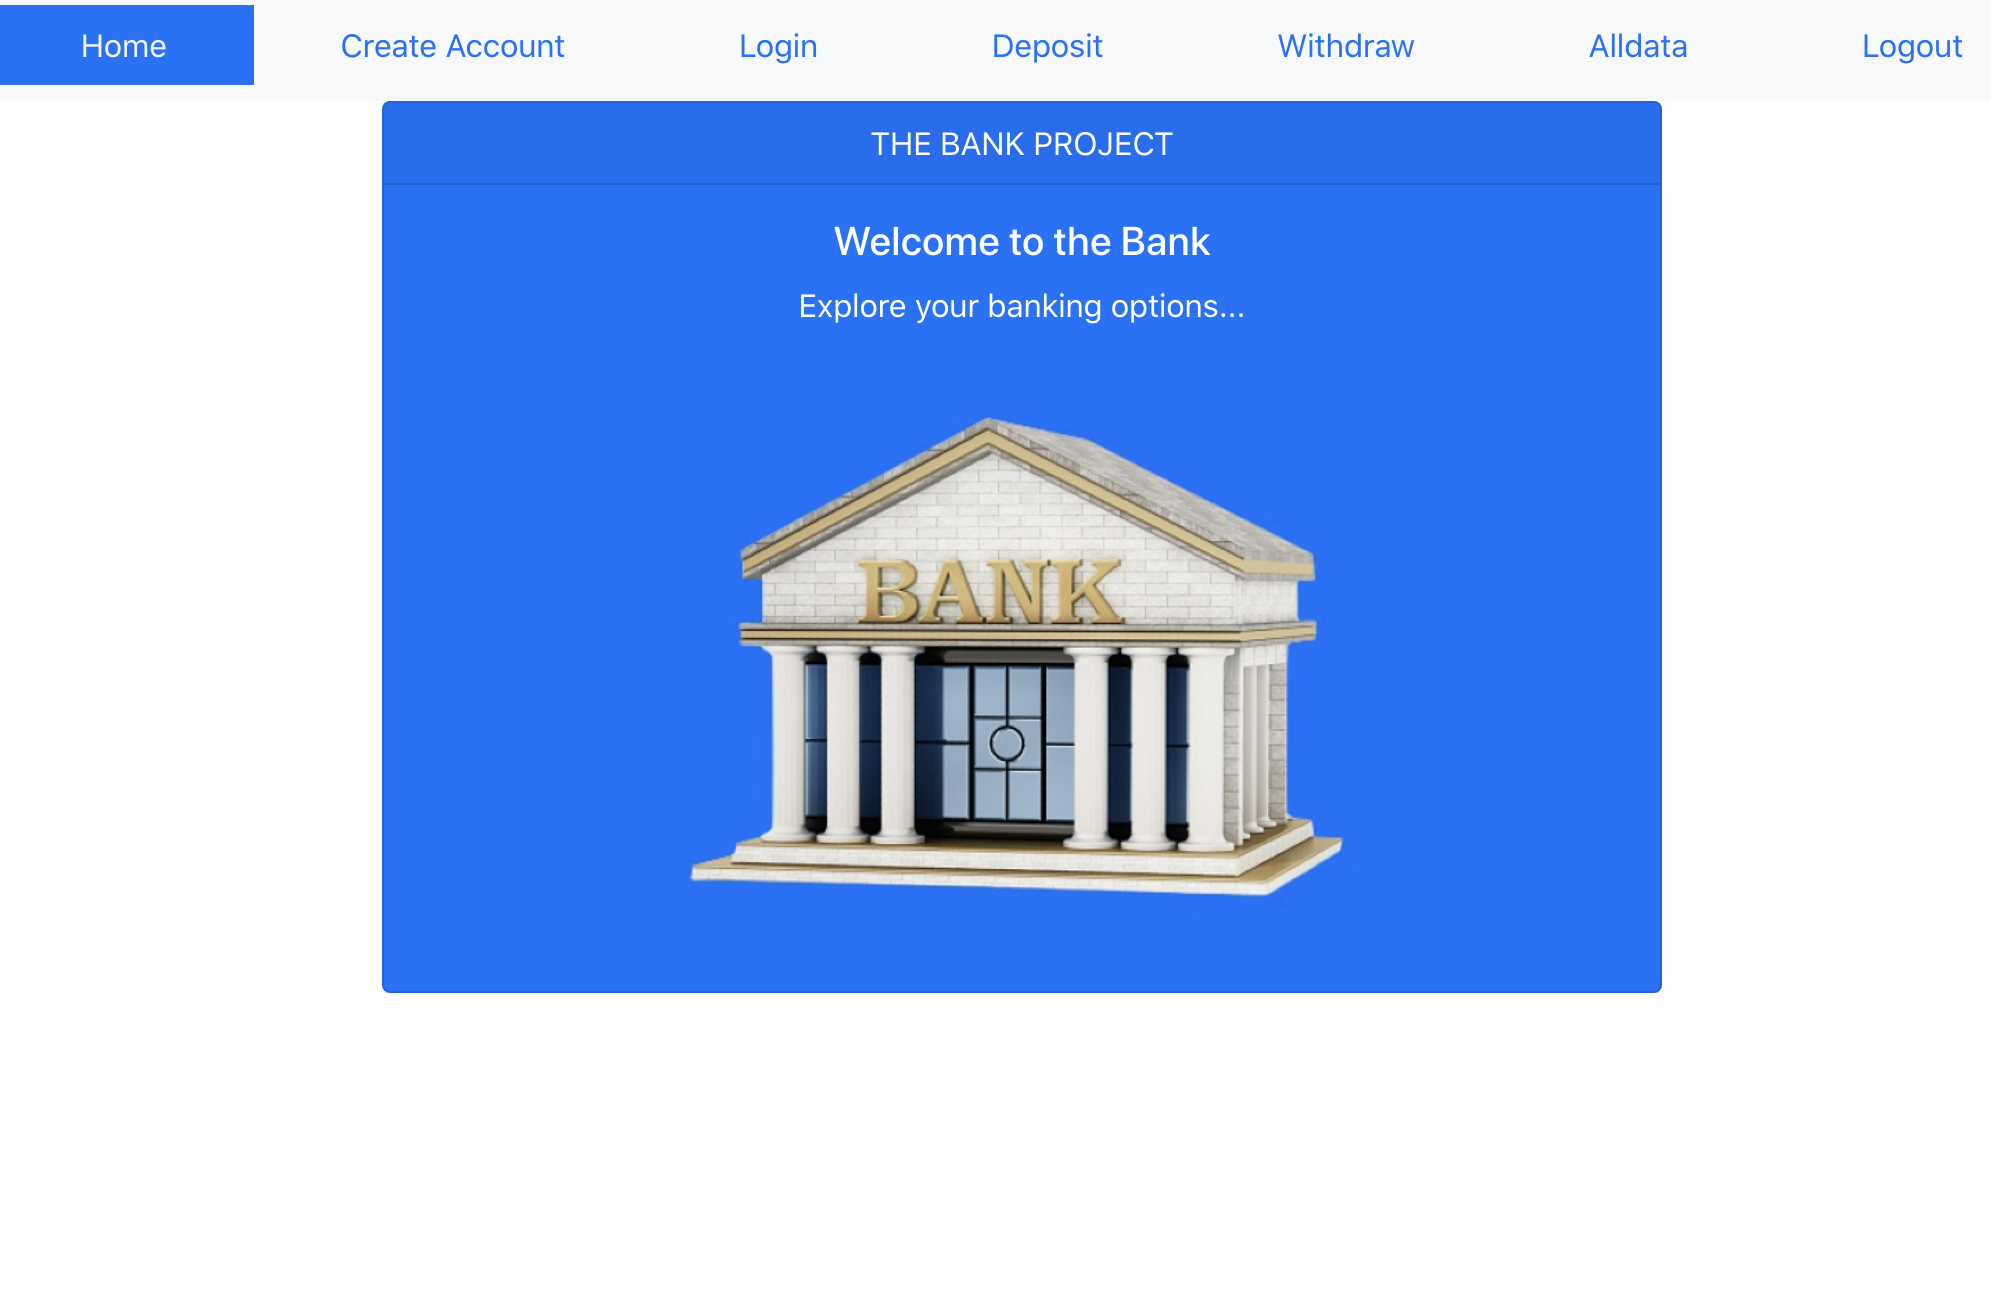 Home Create Account Login Deposit Withdraw Alldata Logout
THE BANK PROJECT
Welcome to the Bank
Explore your banking options...
BANK